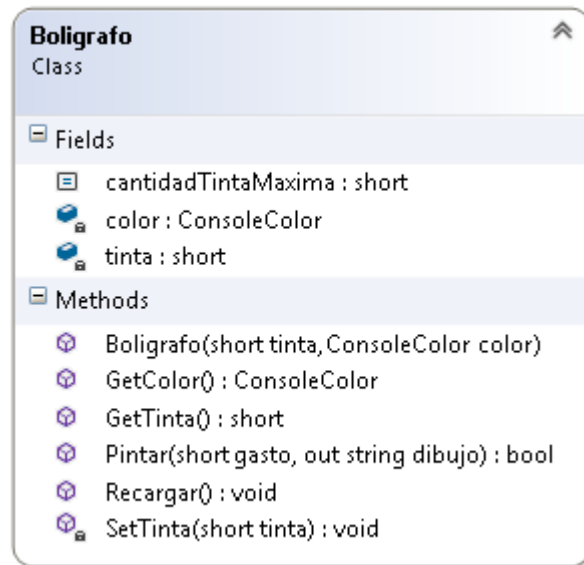 Boligrafo
Class
Fields
cantidadTintaMaxima : short
color : ConsoleColor
tinta : short
Methods
Boligrafo(short tinta, ConsoleColor color)
GetColor() : ConsoleColor
GetTinta() : short
Pintar(short gasto, out string dibujo) : bool
Recargar() : void
SetTinta(short tinta) : void